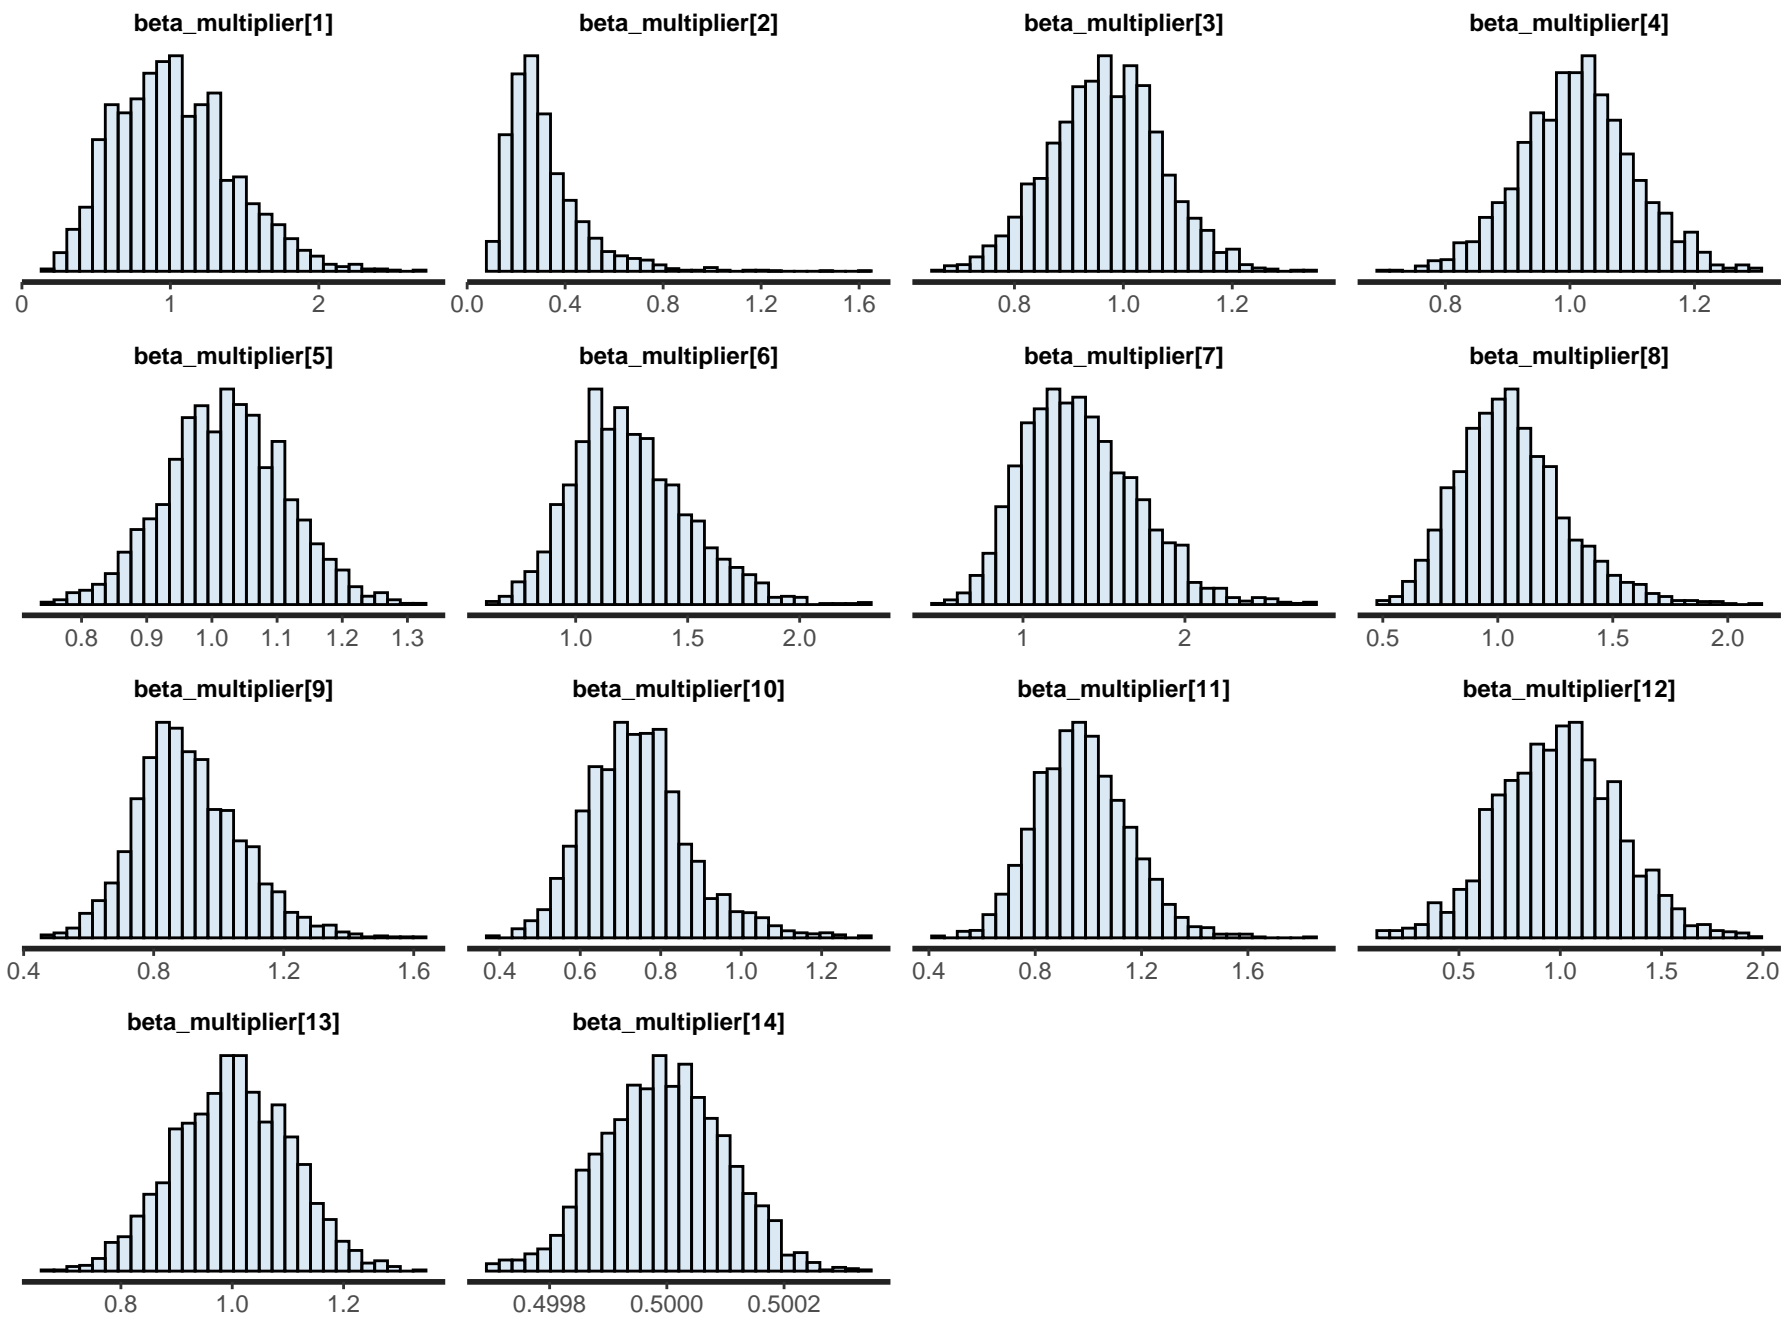 beta_multiplier[1] beta_multiplier[2] beta_multiplier[3] beta_multiplier[4]
0 1 2 0.0 0.4 0.8 1.2 1.6 0.8 1.0 1.2 0.8 1.0 1.2
beta_multiplier[5] beta_multiplier[6] beta_multiplier[7] beta_multiplier[8]
0.8 0.9 1.0 1.1 1.2 1.3 1.0 1.5 2.0 1 2 0.5 1.0 1.5 2.0
beta_multiplier[9] beta_multiplier[10] beta_multiplier[11] beta_multiplier[12]
0.4 0.8 1.2 1.6 0.4 0.6 0.8 1.0 1.2 0.4 0.8 1.2 1.6 0.5 1.0 1.5 2.0
beta_multiplier[13] beta_multiplier[14]
0.8 1.0 1.2 0.4998 0.5000 0.5002